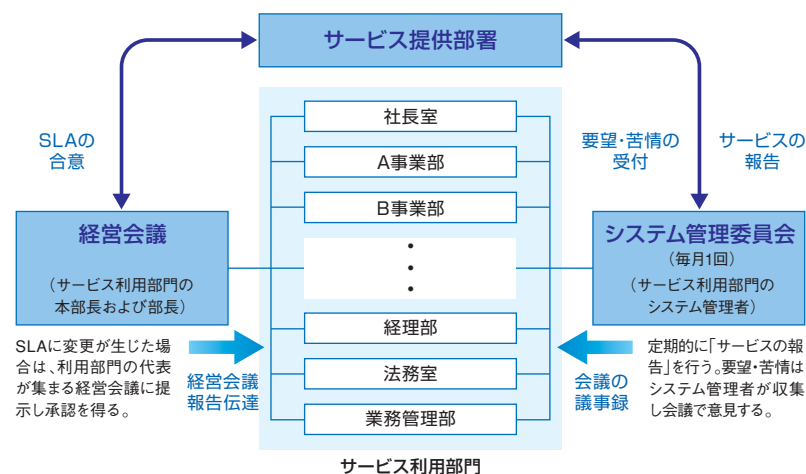 サービス提供部署
SLAの
合意
要望・苦情の
受付
サービスの
報告
社長室
A事業部
B事業部
・
・
・
経理部
法務室
業務管理部
サービス利用部門
経営会議
（サービス利用部門の
本部長および部長）
システム管理委員会
（毎月1回）
（サービス利用部門の
システム管理者）
SLAに変更が生じた場
合は、利用部門の代表
が集まる経営会議に提
示し承認を得る。
経営会議
報告伝達
会議の
議事録
定期的に「サービスの報
告」を行う。要望・苦情は
システム管理者が収集
し会議で意見する。